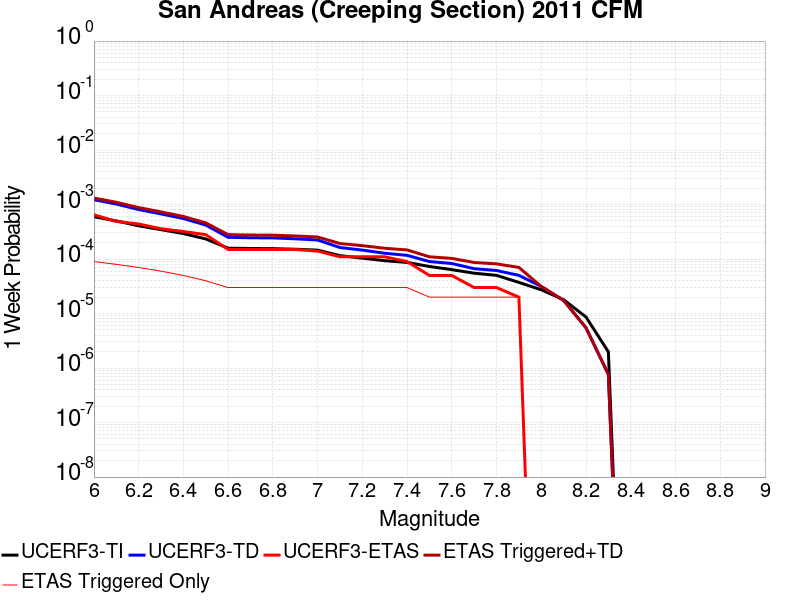 San Andreas (Creeping Section) 2011 CFM
10 0
10 -1
10 -2
10 -3
10 -4
10 -5
10 -6
10 -7
10 -8
1 Week Probability
6 6.2 6.4 6.6 6.8 7 7.2 7.4 7.6 7.8 8 8.2 8.4 8.6 8.8 9
Magnitude
UCERF3-TI UCERF3-TD UCERF3-ETAS ETAS Triggered+TD
ETAS Triggered Only